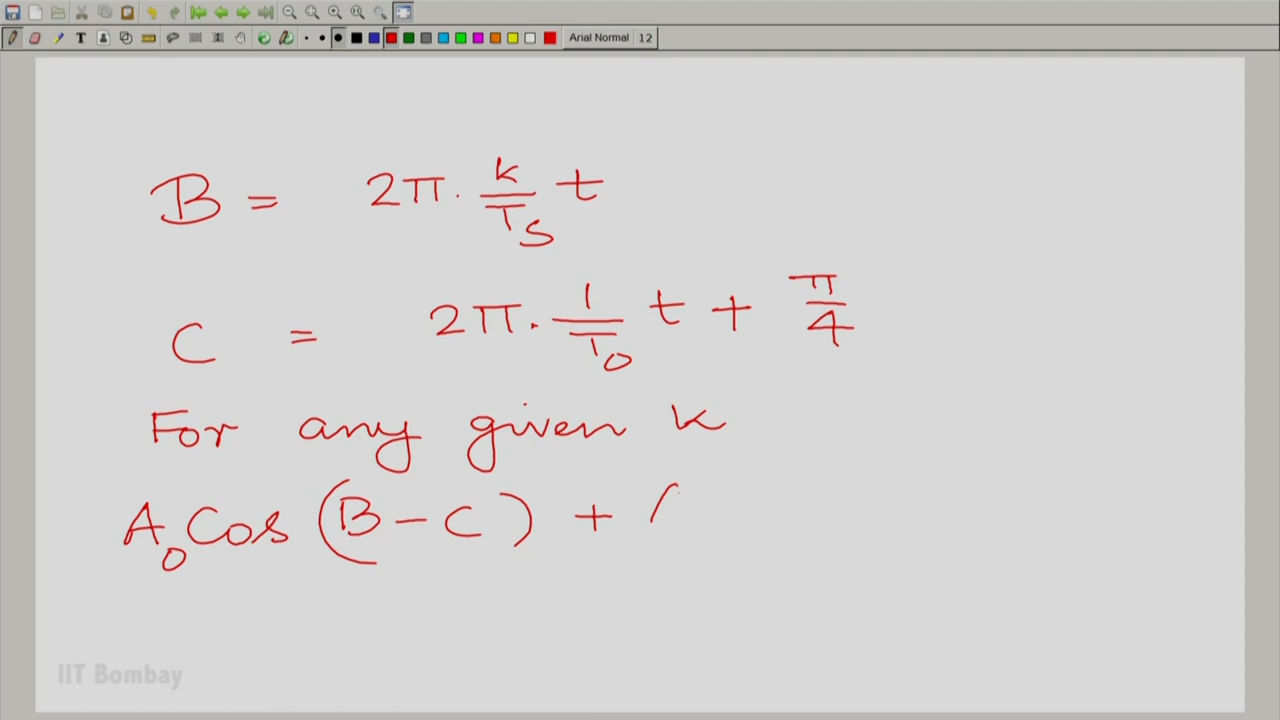 Arial Normal 12
B = 2π · k/Ts t
C = 2π · 1/T0 t + π/4
For any given k
A0 Cos (B - C) + (
IIT Bombay